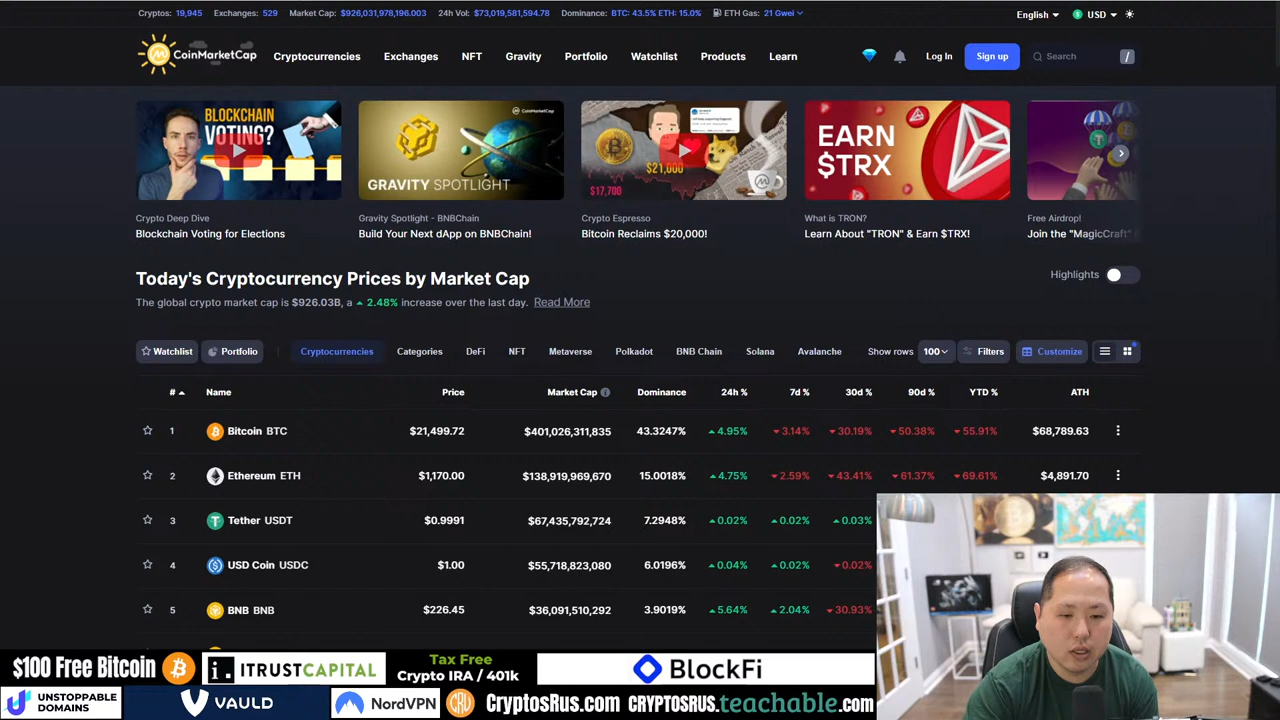 Cryptos: 19,945 Exchanges: 529 Market Cap: $926,031,978,196.003 24h Vol: $73,019,581,594.78 Dominance: BTC: 43.5% ETH: 15.0% ETH Gas: 21 Gwei English USD
CoinMarketCap Cryptocurrencies Exchanges NFT Gravity Portfolio Watchlist Products Learn Log In Sign up Search /
BLOCKCHAIN
VOTING?
CoinMarketCap
GRAVITY SPOTLIGHT
$21,000
$17,700
EARN
$TRX
Crypto Deep Dive
Blockchain Voting for Elections
Gravity Spotlight - BNBChain
Build Your Next dApp on BNBChain!
Crypto Espresso
Bitcoin Reclaims $20,000!
What is TRON?
Learn About "TRON" & Earn $TRX!
Free Airdrop!
Join the "MagicCraft"
Today's Cryptocurrency Prices by Market Cap
Highlights
The global crypto market cap is $926.03B, a 2.48% increase over the last day. Read More
Watchlist Portfolio Cryptocurrencies Categories DeFi NFT Metaverse Polkadot BNB Chain Solana Avalanche Show rows 100 Filters Customize
# Name Price Market Cap Dominance 24h % 7d % 30d % 90d % YTD % ATH
1 Bitcoin BTC $21,499.72 $401,026,311,835 43.3247% 4.95% 3.14% 30.19% 50.38% 55.91% $68,789.63
2 Ethereum ETH $1,170.00 $138,919,969,670 15.0018% 4.75% 2.59% 43.41% 61.37% 69.61% $4,891.70
3 Tether USDT $0.9991 $67,435,792,724 7.2948% 0.02% 0.02% 0.03%
4 USD Coin USDC $1.00 $55,718,823,080 6.0196% 0.04% 0.02% 0.02%
5 BNB BNB $226.45 $36,091,510,292 3.9019% 5.64% 2.04% 30.93%
$100 Free Bitcoin
i. ITRUSTCAPITAL
Tax Free
Crypto IRA / 401k
BlockFi
UNSTOPPABLE
DOMAINS
VAULD
NordVPN
CRU
CryptosRus.com
CRYPTOSRUS.teachable.com